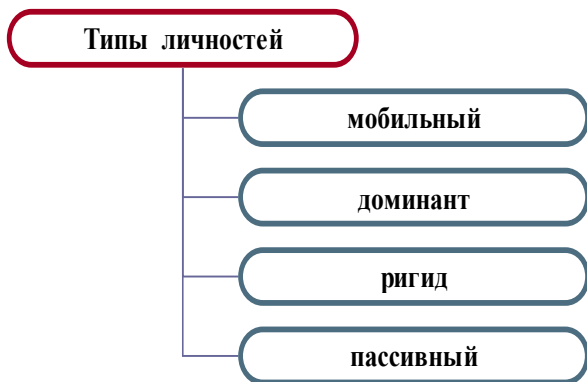 Типы личностей
мобильный
доминант
ригид
пассивный